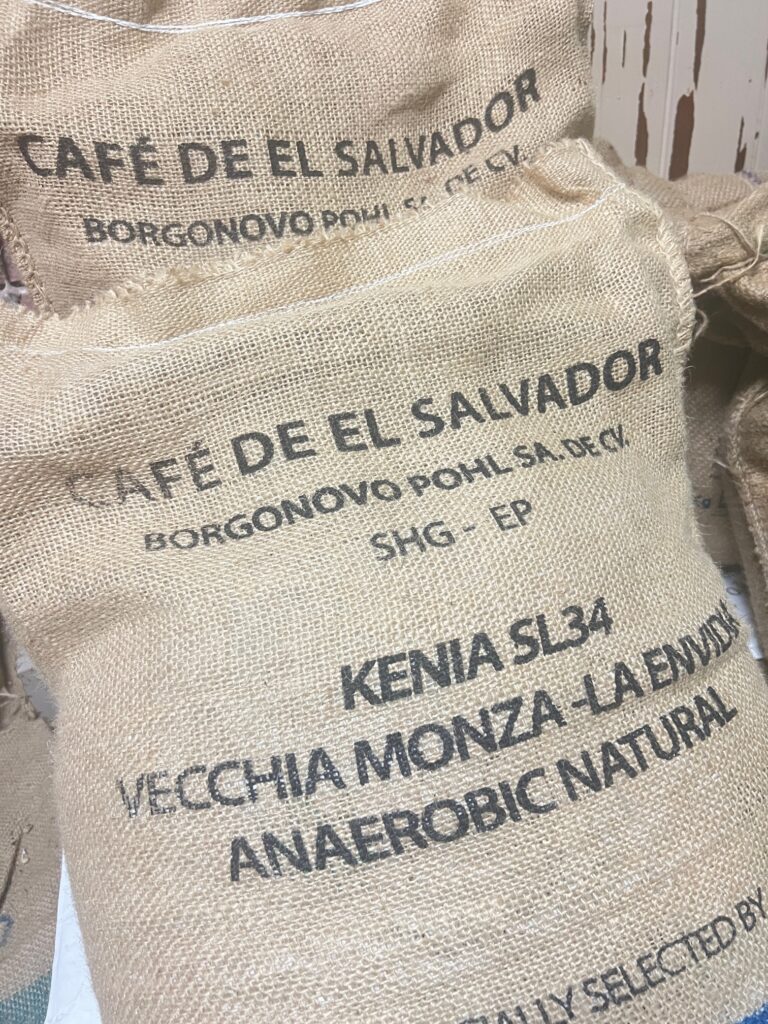 CAFÉ DE EL SALVADOR
BORGONOVO POHL SA. DE CV.
CAFÉ DE EL SALVADOR
BORGONOVO POHL SA. DE CV.
SHG - EP
KENIA SL34
VECCHIA MONZA -LA ENVIDIA
ANAEROBIC NATURAL
SELECTED BY